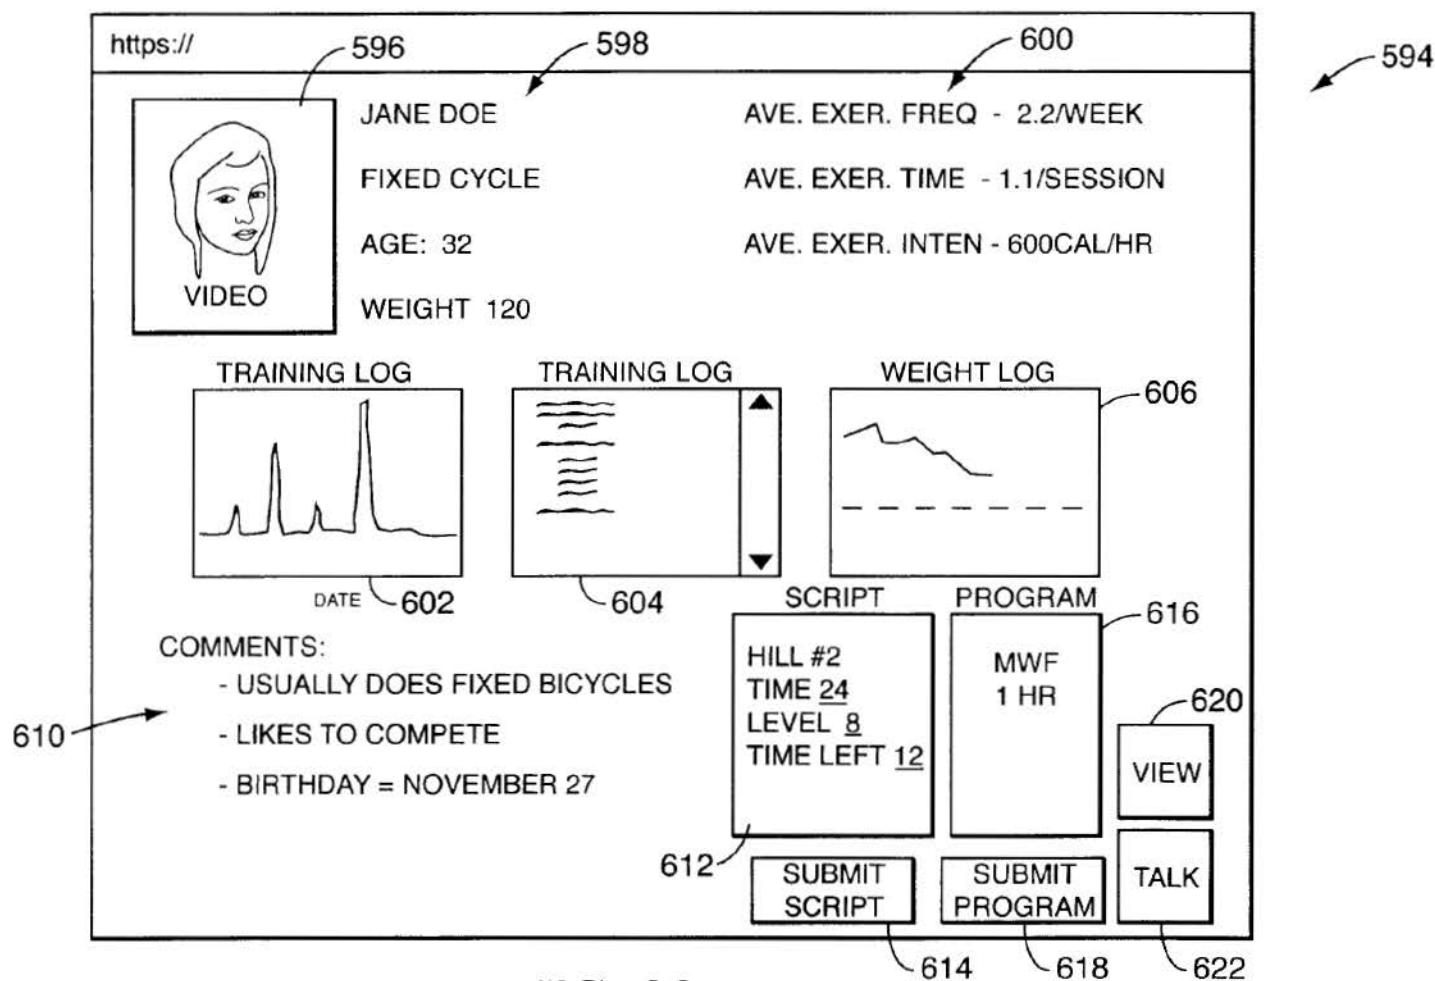 https://
596
598
600
594
JANE DOE
FIXED CYCLE
AGE: 32
WEIGHT 120
AVE. EXER. FREQ - 2.2/WEEK
AVE. EXER. TIME - 1.1/SESSION
AVE. EXER. INTEN - 600CAL/HR
VIDEO
TRAINING LOG
TRAINING LOG
WEIGHT LOG
606
DATE
602
604
SCRIPT
PROGRAM
616
COMMENTS:
- USUALLY DOES FIXED BICYCLES
- LIKES TO COMPETE
- BIRTHDAY = NOVEMBER 27
610
HILL #2
TIME 24
LEVEL 8
TIME LEFT 12
MWF
1 HR
620
VIEW
612
SUBMIT
SCRIPT
SUBMIT
PROGRAM
TALK
614
618
622